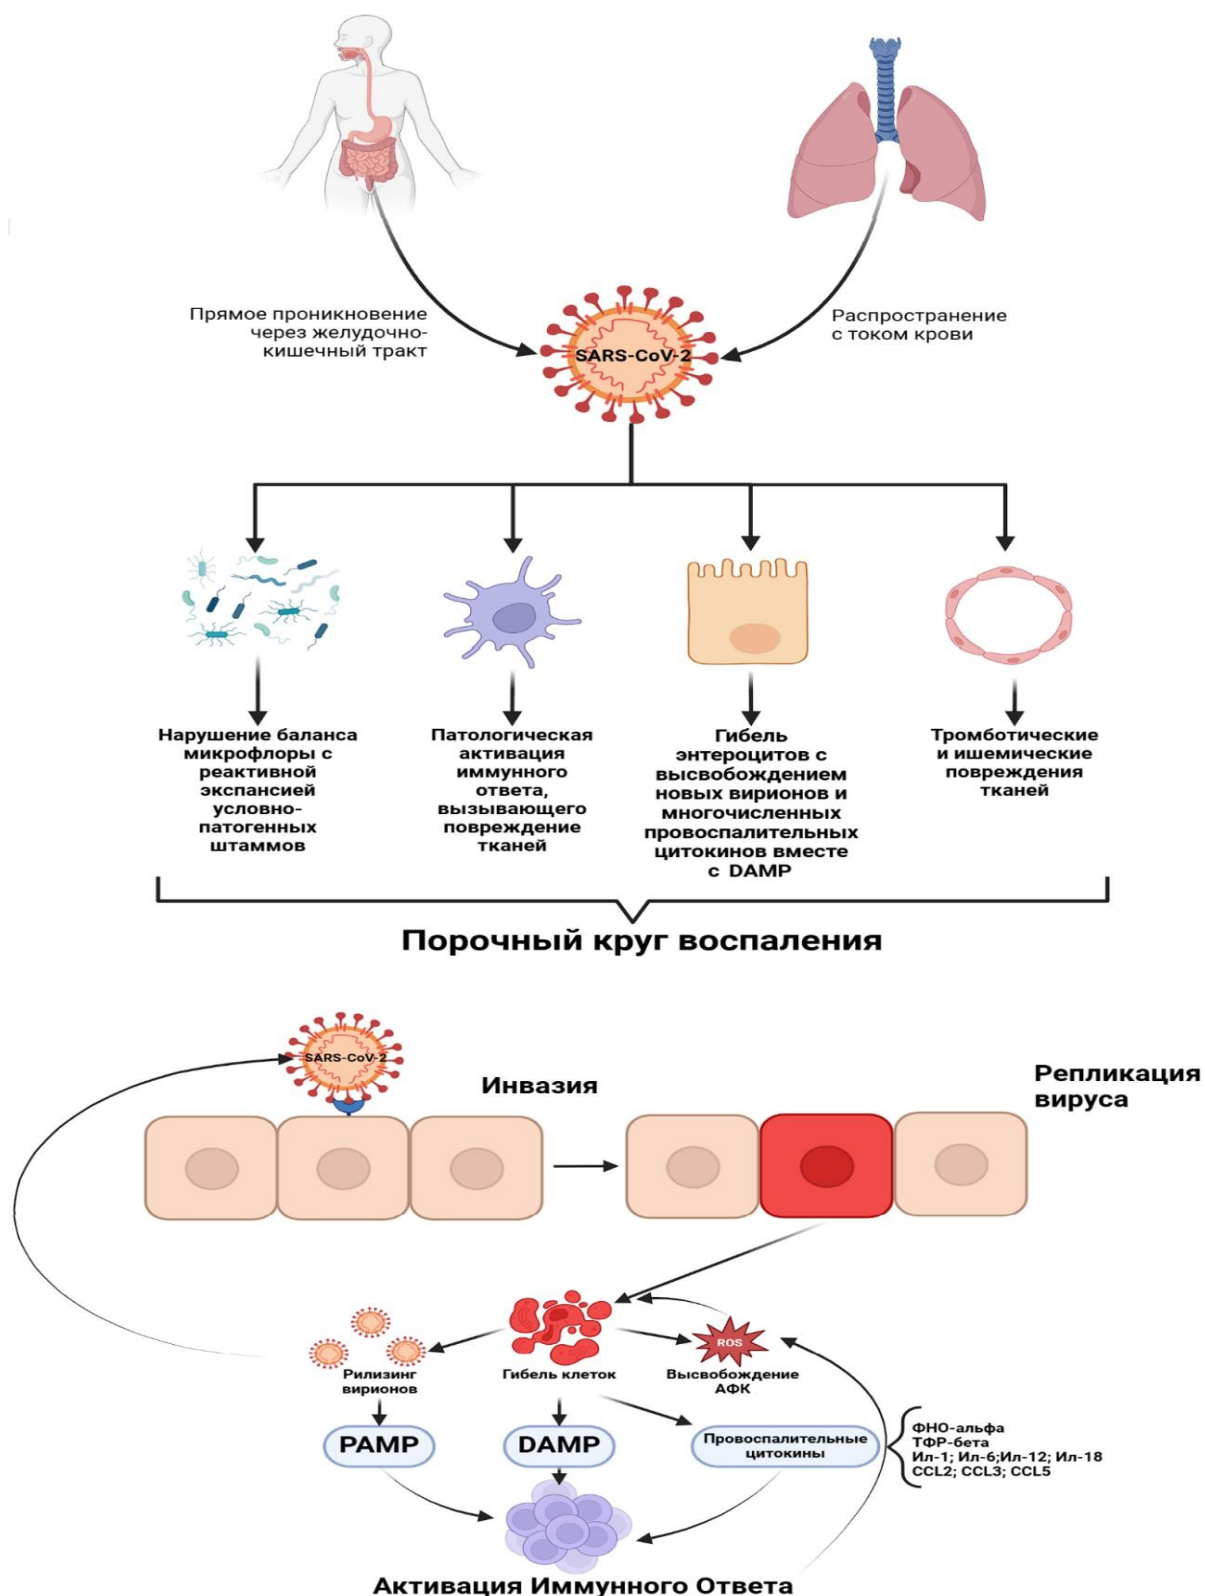 Прямое проникновение
через желудочно-
кишечный тракт
SARS-CoV-2
Распространение
с током крови
Нарушение баланса
микрофлоры с
реактивной
экспансией
условно-
патогенных
штаммов
Патологическая
активация
иммунного
ответа,
вызывающего
повреждение
тканей
Гибель
энтероцитов с
высвобождением
новых вирионов и
многочисленных
провоспалительных
цитокинов вместе
с DAMP
Тромботические
и ишемические
повреждения
тканей
Порочный круг воспаления
SARS-CoV-2
Инвазия
Репликация
вируса
Рилизинг
вирионов
Гибель клеток
ROS
Высвобождение
АФК
PAMP
DAMP
Провоспалительные
цитокины
ФНО-альфа
ТФР-бета
Ил-1; Ил-6;Ил-12; Ил-18
CCL2; CCL3; CCL5
Активация Иммунного Ответа